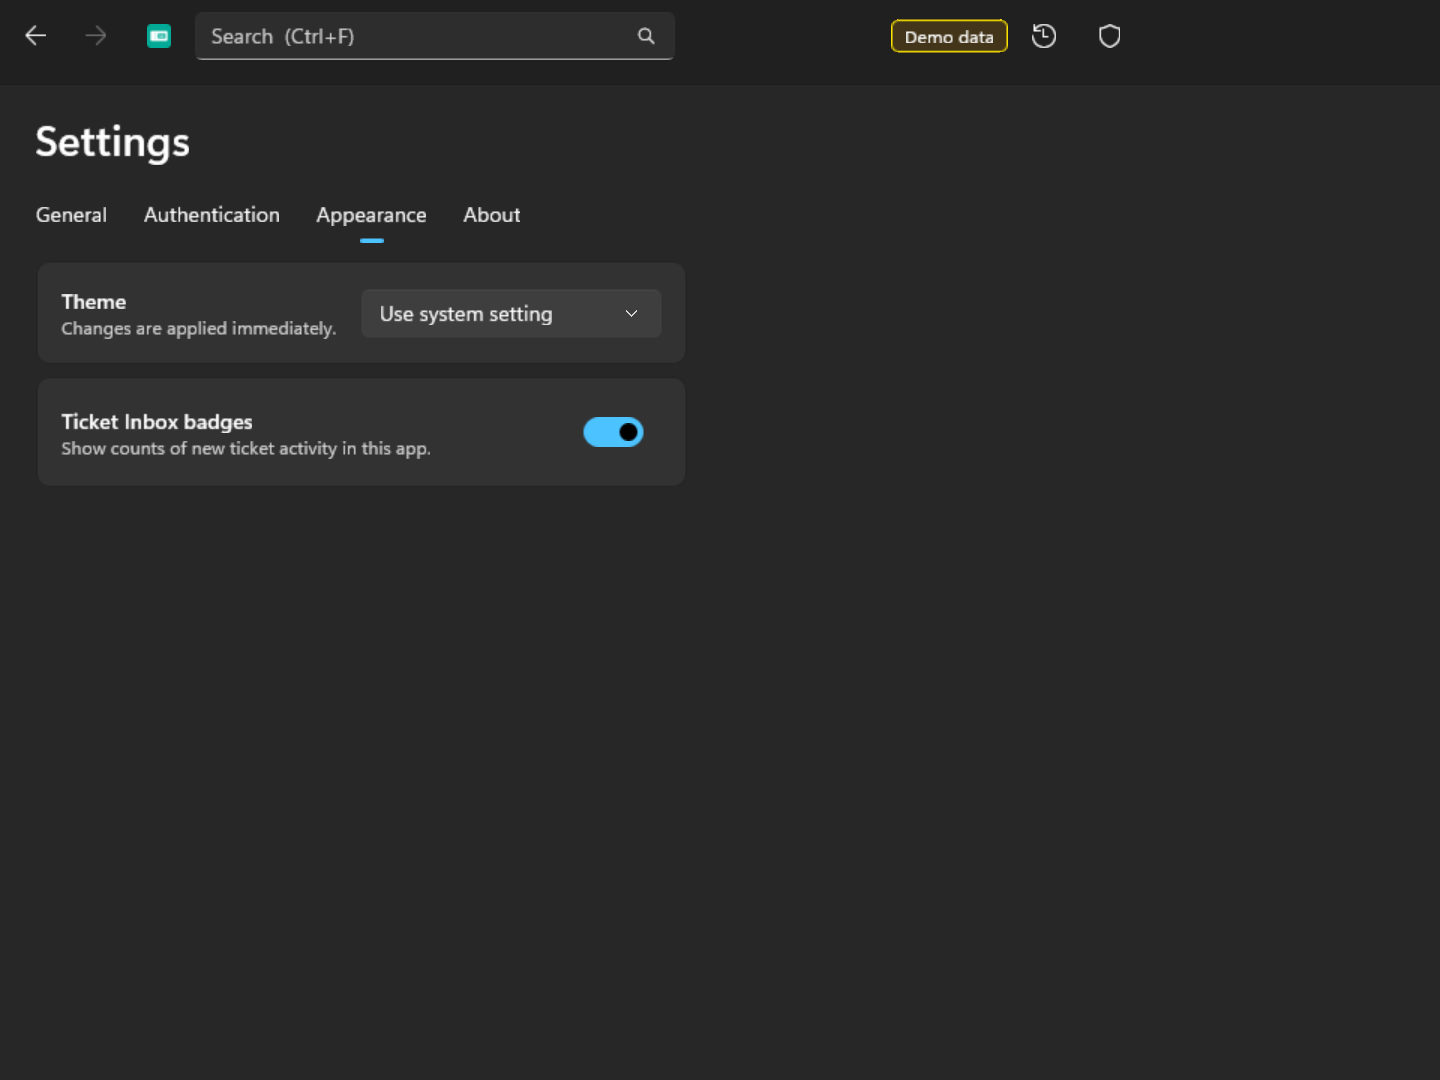 Search (Ctrl+F)
Demo data
Settings
General Authentication Appearance About
Theme
Changes are applied immediately.
Use system setting
Ticket Inbox badges
Show counts of new ticket activity in this app.